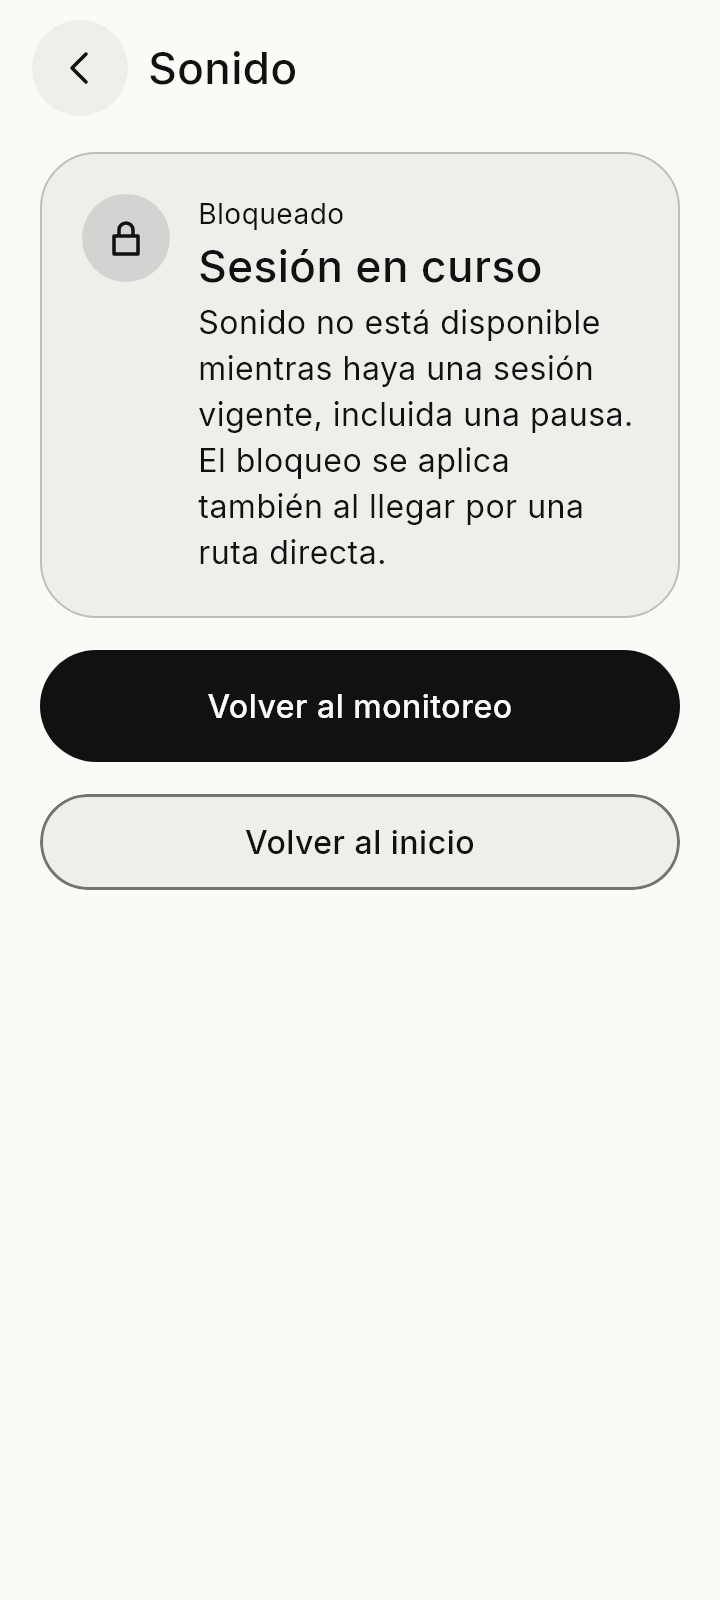 Sonido
Bloqueado
Sesión en curso
Sonido no está disponible
mientras haya una sesión
vigente, incluida una pausa.
El bloqueo se aplica
también al llegar por una
ruta directa.
Volver al monitoreo
Volver al inicio